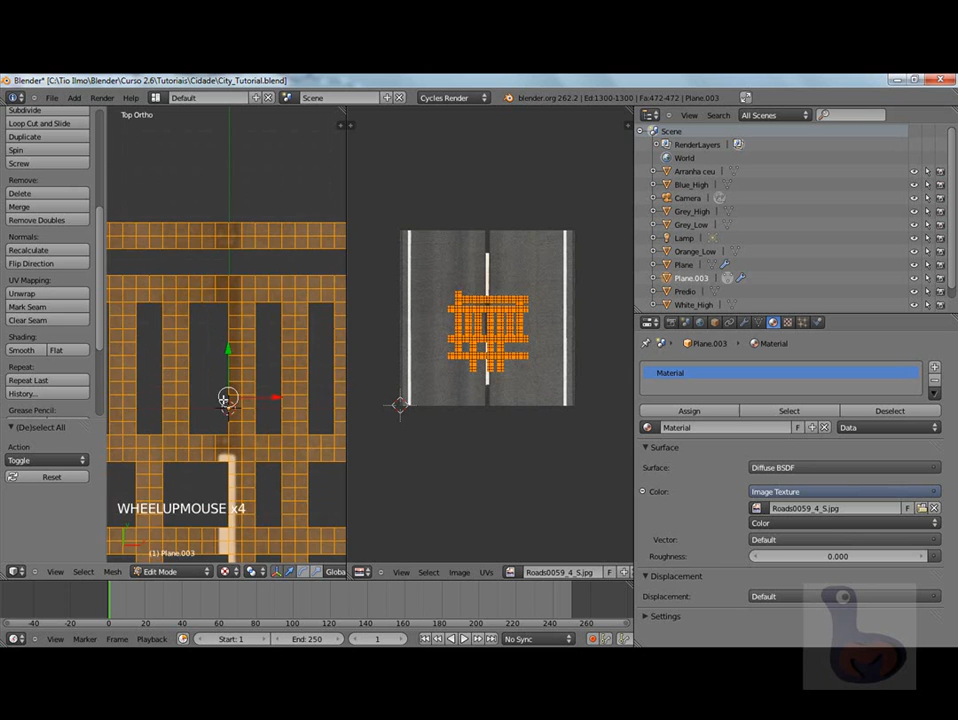 Blender* [C:\Tio Ilmo\Blender\Curso 2.6\Tutoriais\Cidade\City_Tutorial.blend]
File Add Render Help Default Scene Cycles Render blender.org 262.2 | Ed:1300-1300 | Fa:472-472 | Plane.003
Subdivide
Loop Cut and Slide
Duplicate
Spin
Screw
Remove:
Delete
Merge
Remove Doubles
Normals:
Recalculate
Flip Direction
UV Mapping:
Unwrap
Mark Seam
Clear Seam
Shading:
Smooth Flat
Repeat:
Repeat Last
History...
Grease Pencil:
(De)select All
Action
Toggle
Reset
Top Ortho
WHEELUPMOUSE x4
(1) Plane.003
View Select Mesh Edit Mode Globa
View Select Image UVs Roads0059_4_S.jpg F
View Search All Scenes
Scene
RenderLayers
World
Arranha ceu
Blue_High
Camera
Grey_High
Grey_Low
Lamp
Orange_Low
Plane
Plane.003
Predio
White_High
Plane.003 Material
Material
Assign Select Deselect
Material F Data
Surface
Surface: Diffuse BSDF
Color: Image Texture
Roads0059_4_S.jpg F
Color
Vector: Default
Roughness: 0.000
Displacement
Displacement: Default
Settings
-40 -20 0 20 40 60 80 100 120 140 160 180 200 220 240 260
View Marker Frame Playback Start: 1 End: 250 1 No Sync